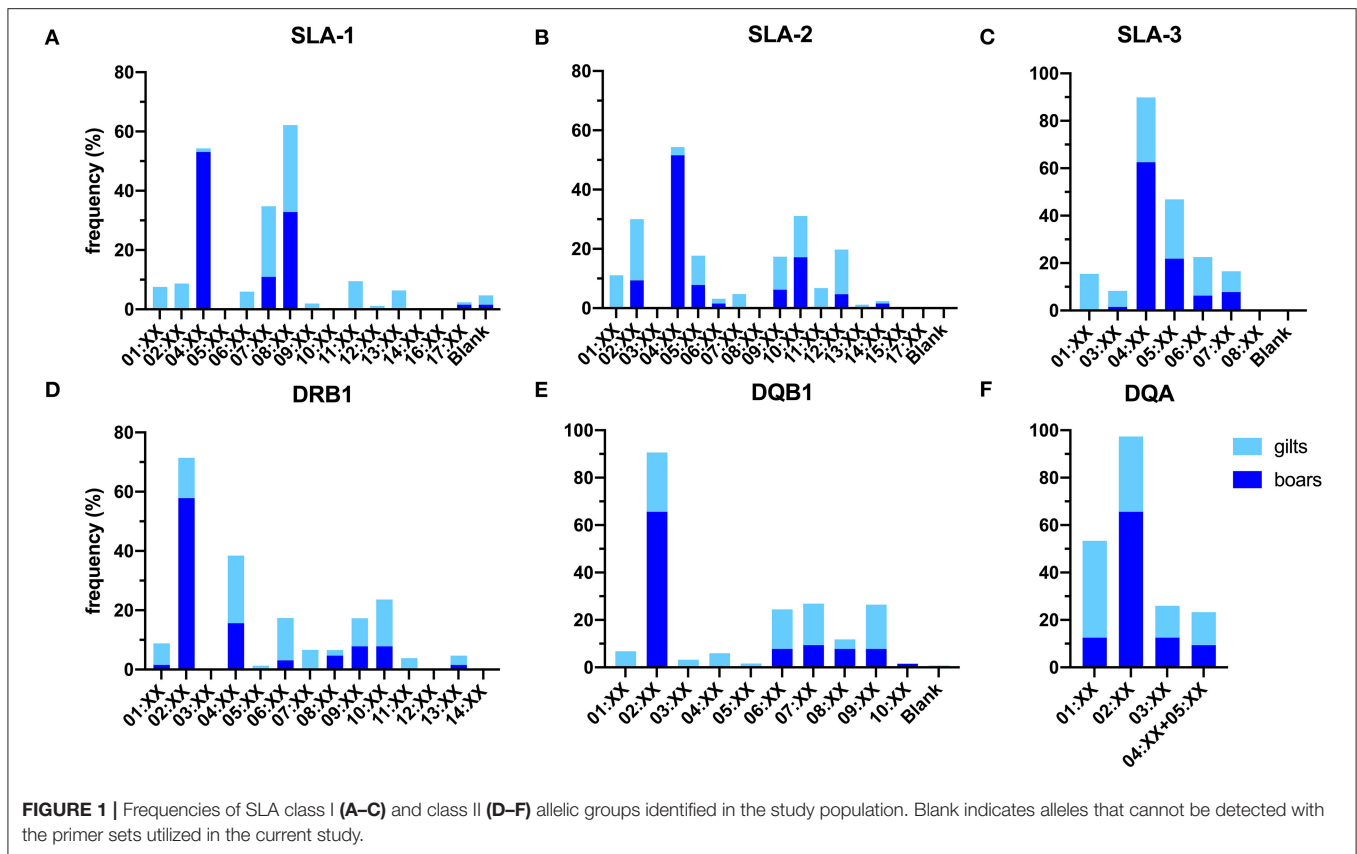 A
SLA-1
frequency (%)
80
60
40
20
0
01:XX
02:XX
04:XX
05:XX
06:XX
07:XX
08:XX
09:XX
10:XX
11:XX
12:XX
13:XX
14:XX
16:XX
17:XX
Blank
B
SLA-2
80
60
40
20
0
01:XX
02:XX
03:XX
04:XX
05:XX
06:XX
07:XX
08:XX
09:XX
10:XX
11:XX
12:XX
13:XX
14:XX
15:XX
17:XX
Blank
C
SLA-3
100
80
60
40
20
0
01:XX
03:XX
04:XX
05:XX
06:XX
07:XX
08:XX
Blank
D
DRB1
frequency (%)
80
60
40
20
0
01:XX
02:XX
03:XX
04:XX
05:XX
06:XX
07:XX
08:XX
09:XX
10:XX
11:XX
12:XX
13:XX
14:XX
E
DQB1
100
80
60
40
20
0
01:XX
02:XX
03:XX
04:XX
05:XX
06:XX
07:XX
08:XX
09:XX
10:XX
Blank
F
DQA
100
80
60
40
20
0
01:XX
02:XX
03:XX
04:XX+05:XX
gilts
boars
FIGURE 1 | Frequencies of SLA class I (A–C) and class II (D–F) allelic groups identified in the study population. Blank indicates alleles that cannot be detected with
the primer sets utilized in the current study.